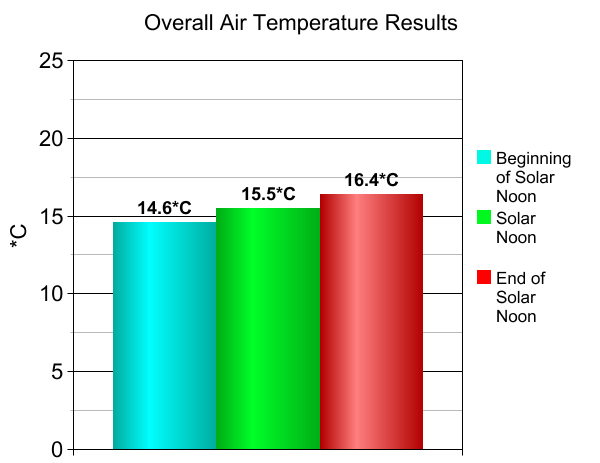 Overall Air Temperature Results
25
20
15
10
5
0
*C
14.6*C
15.5*C
16.4*C
Beginning
of Solar
Noon
Solar
Noon
End of
Solar
Noon